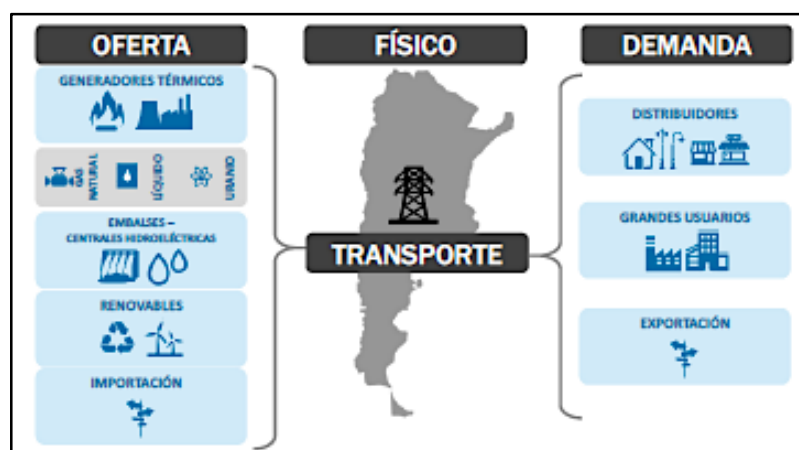 OFERTA
GENERADORES TÉRMICOS
GAS
NATURAL
LÍQUIDO
URANIO
EMBALSES –
CENTRALES HIDROELÉCTRICAS
RENOVABLES
IMPORTACIÓN
FÍSICO
TRANSPORTE
DEMANDA
DISTRIBUIDORES
GRANDES USUARIOS
EXPORTACIÓN